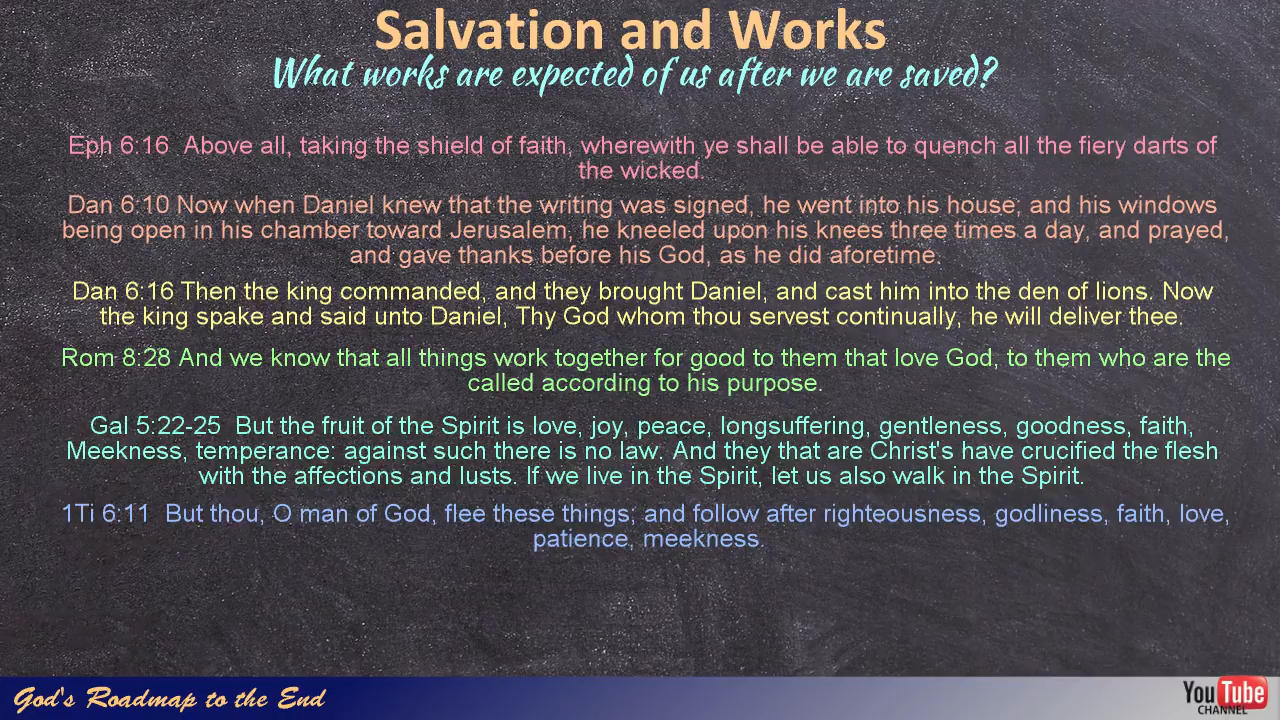 Salvation and Works
What works are expected of us after we are saved?
Eph 6:16  Above all, taking the shield of faith, wherewith ye shall be able to quench all the fiery darts of
the wicked.
Dan 6:10 Now when Daniel knew that the writing was signed, he went into his house; and his windows
being open in his chamber toward Jerusalem, he kneeled upon his knees three times a day, and prayed,
and gave thanks before his God, as he did aforetime.
Dan 6:16 Then the king commanded, and they brought Daniel, and cast him into the den of lions. Now
the king spake and said unto Daniel, Thy God whom thou servest continually, he will deliver thee.
Rom 8:28 And we know that all things work together for good to them that love God, to them who are the
called according to his purpose.
Gal 5:22-25  But the fruit of the Spirit is love, joy, peace, longsuffering, gentleness, goodness, faith,
Meekness, temperance: against such there is no law. And they that are Christ's have crucified the flesh
with the affections and lusts. If we live in the Spirit, let us also walk in the Spirit.
1Ti 6:11  But thou, O man of God, flee these things; and follow after righteousness, godliness, faith, love,
patience, meekness.
God's Roadmap to the End
YouTube
CHANNEL